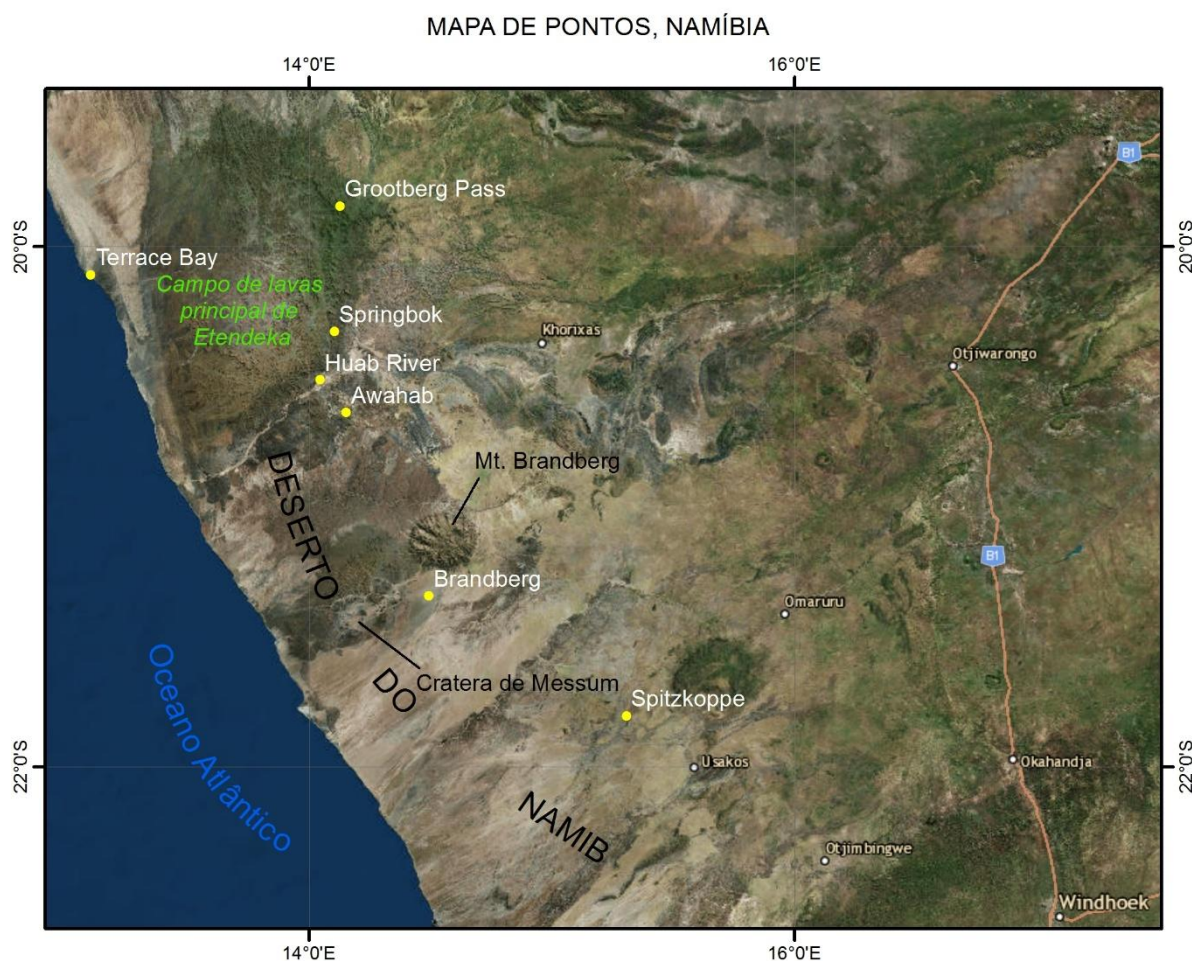 MAPA DE PONTOS, NAMÍBIA
14°0'E
16°0'E
B1
Grootberg Pass
20°0'S
20°0'S
Terrace Bay
Campo de lavas
principal de
Etendeka
Springbok
Khorixas
Otjiwarongo
Huab River
Awahab
Mt. Brandberg
DESERTO
B1
Brandberg
Omaruru
DO
Cratera de Messum
Spitzkoppe
Oceano Atlântico
22°0'S
Usakos
Okahandja
22°0'S
NAMIB
Otjimbingwe
Windhoek
14°0'E
16°0'E